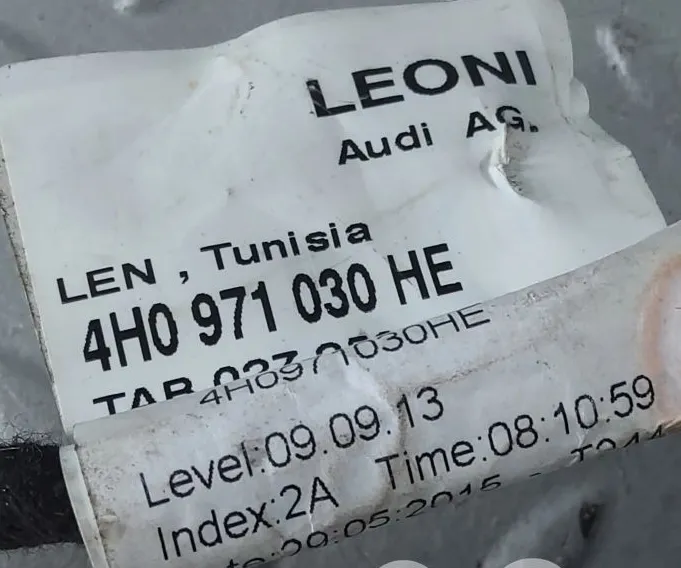 LEONI
Audi AG.
LEN , Tunisia
4H0 971 030 HE
TAB
4H0971030HE
Level:09.09.13
Index:2A Time:08:10:59